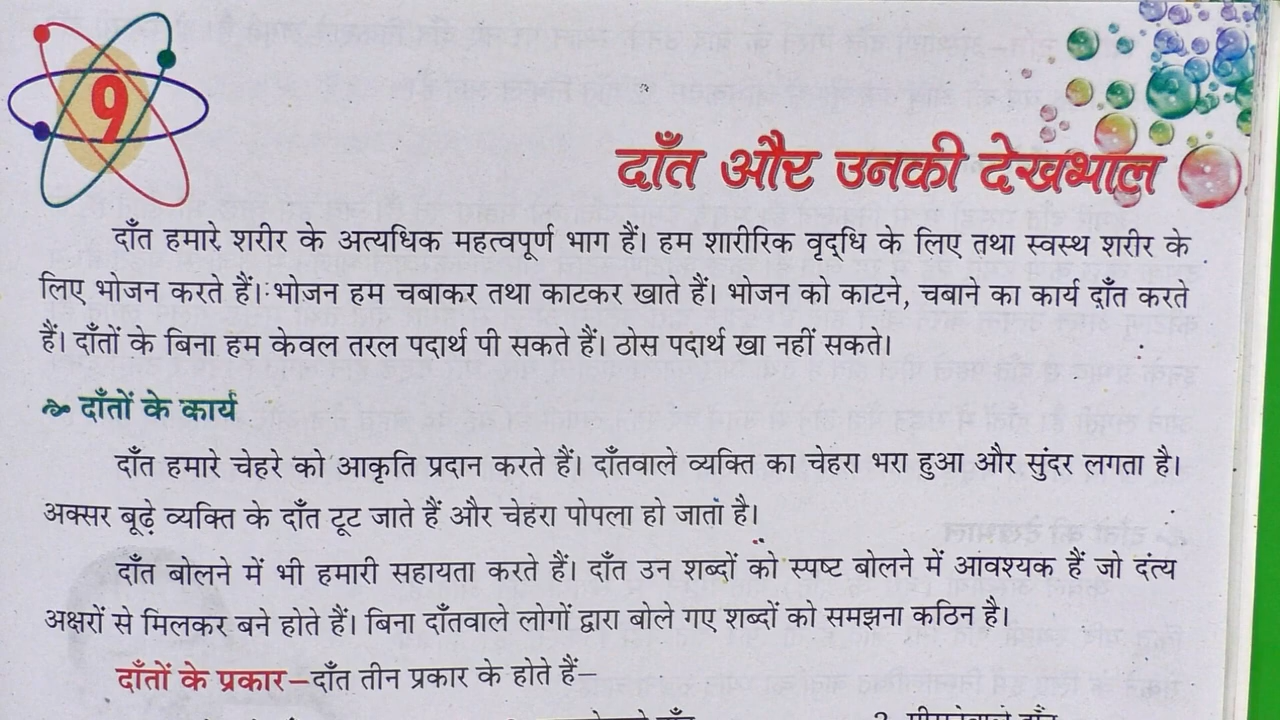 9
दाँत और उनकी देखभाल
दाँत हमारे शरीर के अत्यधिक महत्वपूर्ण भाग हैं। हम शारीरिक वृद्धि के लिए तथा स्वस्थ शरीर के
लिए भोजन करते हैं। भोजन हम चबाकर तथा काटकर खाते हैं। भोजन को काटने, चबाने का कार्य दाँत करते
हैं। दाँतों के बिना हम केवल तरल पदार्थ पी सकते हैं। ठोस पदार्थ खा नहीं सकते।
दाँतों के कार्य
दाँत हमारे चेहरे को आकृति प्रदान करते हैं। दाँतवाले व्यक्ति का चेहरा भरा हुआ और सुंदर लगता है।
अक्सर बूढ़े व्यक्ति के दाँत टूट जाते हैं और चेहरा पोपला हो जाता है।
दाँत बोलने में भी हमारी सहायता करते हैं। दाँत उन शब्दों को स्पष्ट बोलने में आवश्यक हैं जो दंत्य
अक्षरों से मिलकर बने होते हैं। बिना दाँतवाले लोगों द्वारा बोले गए शब्दों को समझना कठिन है।
दाँतों के प्रकार–दाँत तीन प्रकार के होते हैं–